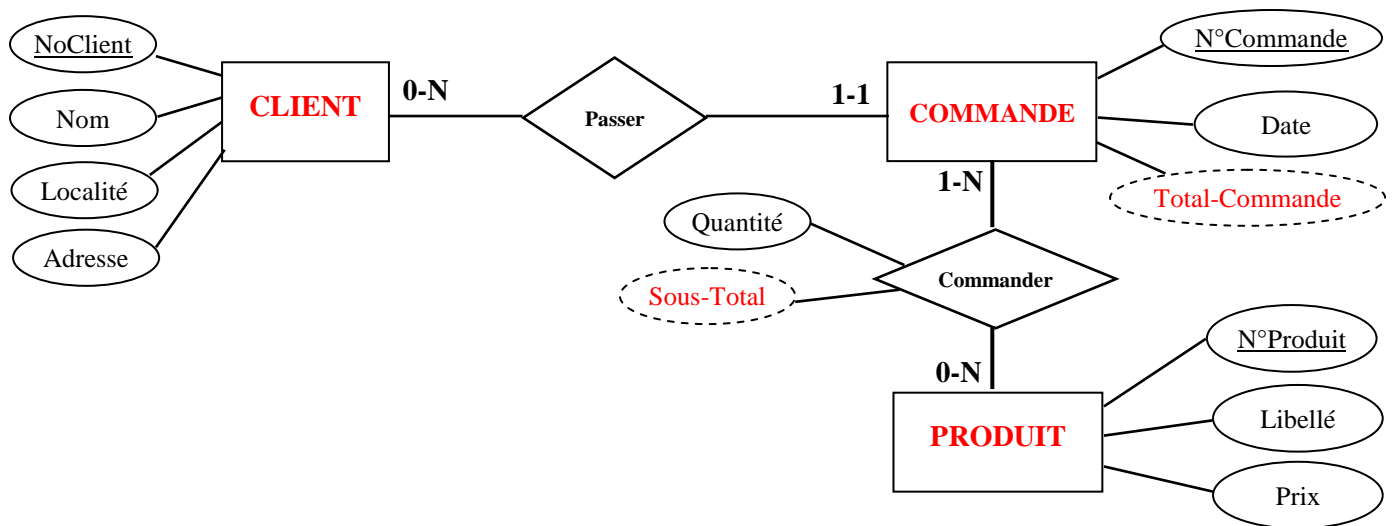 NoClient
Nom
Localité
Adresse
CLIENT
0-N
Passer
1-1
COMMANDE
N°Commande
Date
Total-Commande
1-N
Quantité
Sous-Total
Commander
0-N
PRODUIT
N°Produit
Libellé
Prix